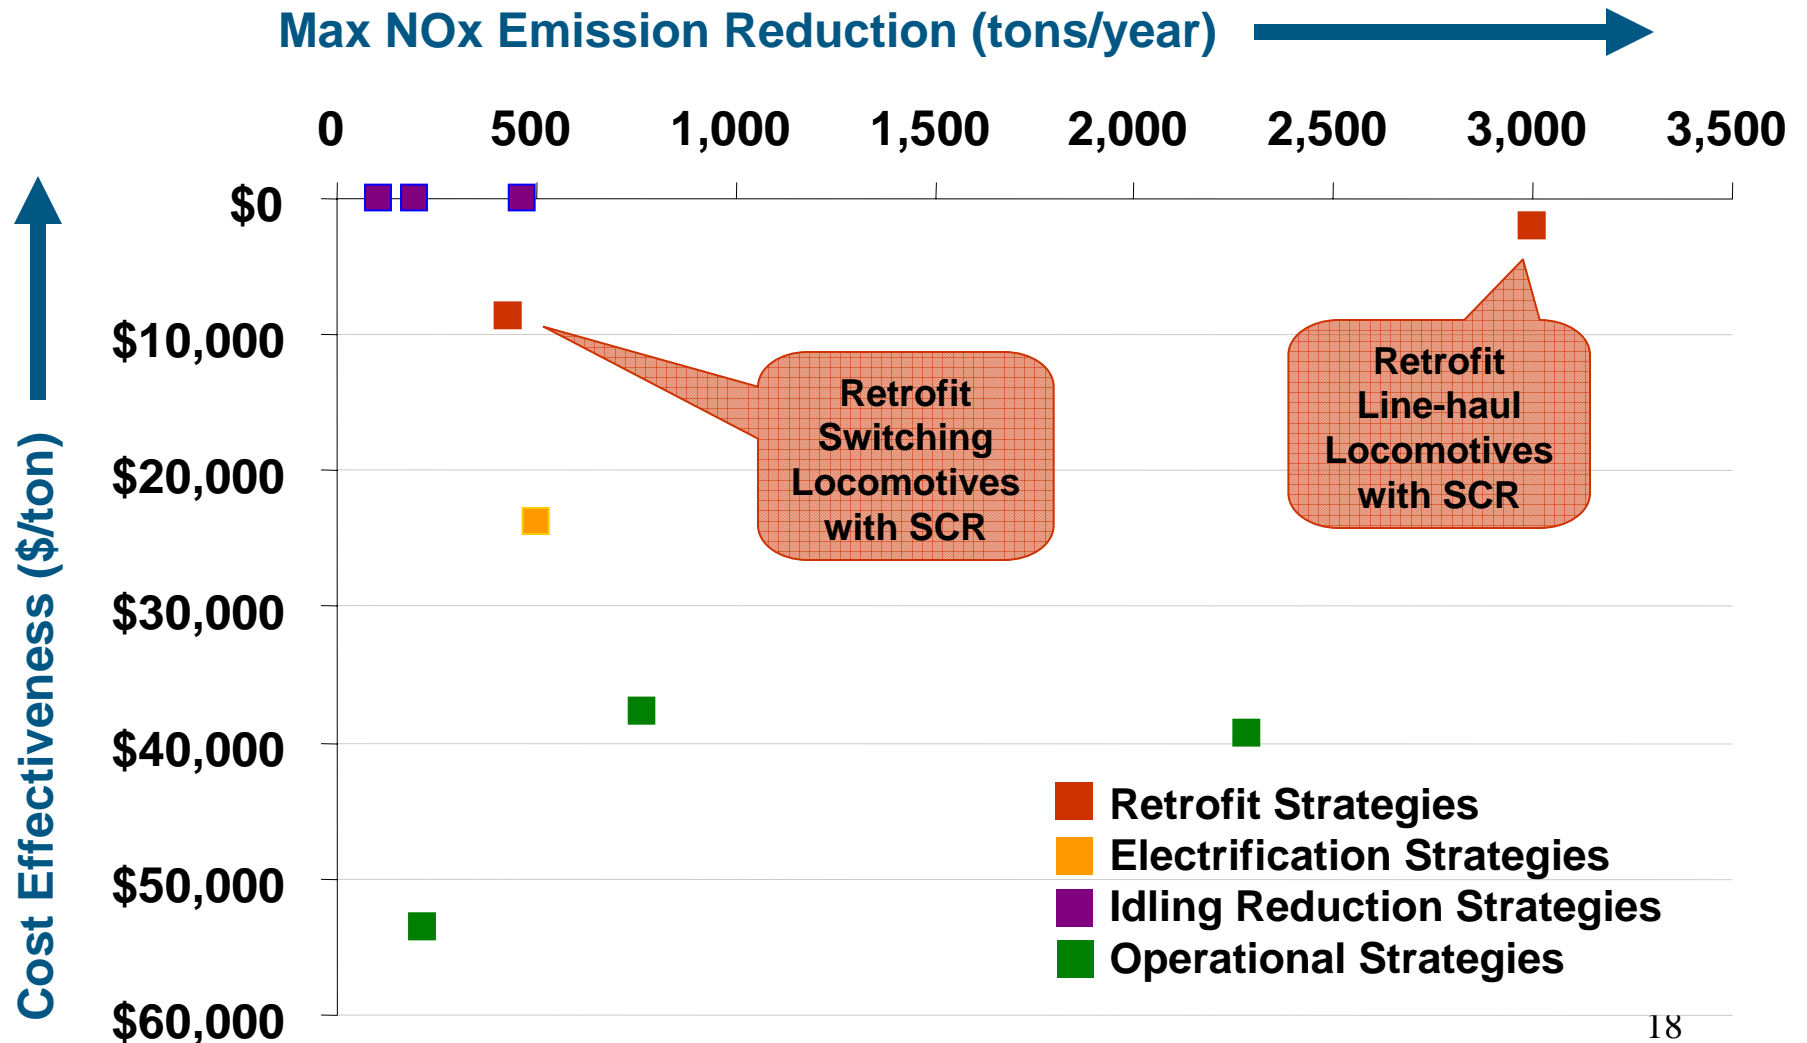 Max NOx Emission Reduction (tons/year)
0 500 1,000 1,500 2,000 2,500 3,000 3,500
Cost Effectiveness ($/ton)
$0
$10,000
$20,000
$30,000
$40,000
$50,000
$60,000
Retrofit
Switching
Locomotives
with SCR
Retrofit
Line-haul
Locomotives
with SCR
Retrofit Strategies
Electrification Strategies
Idling Reduction Strategies
Operational Strategies
18